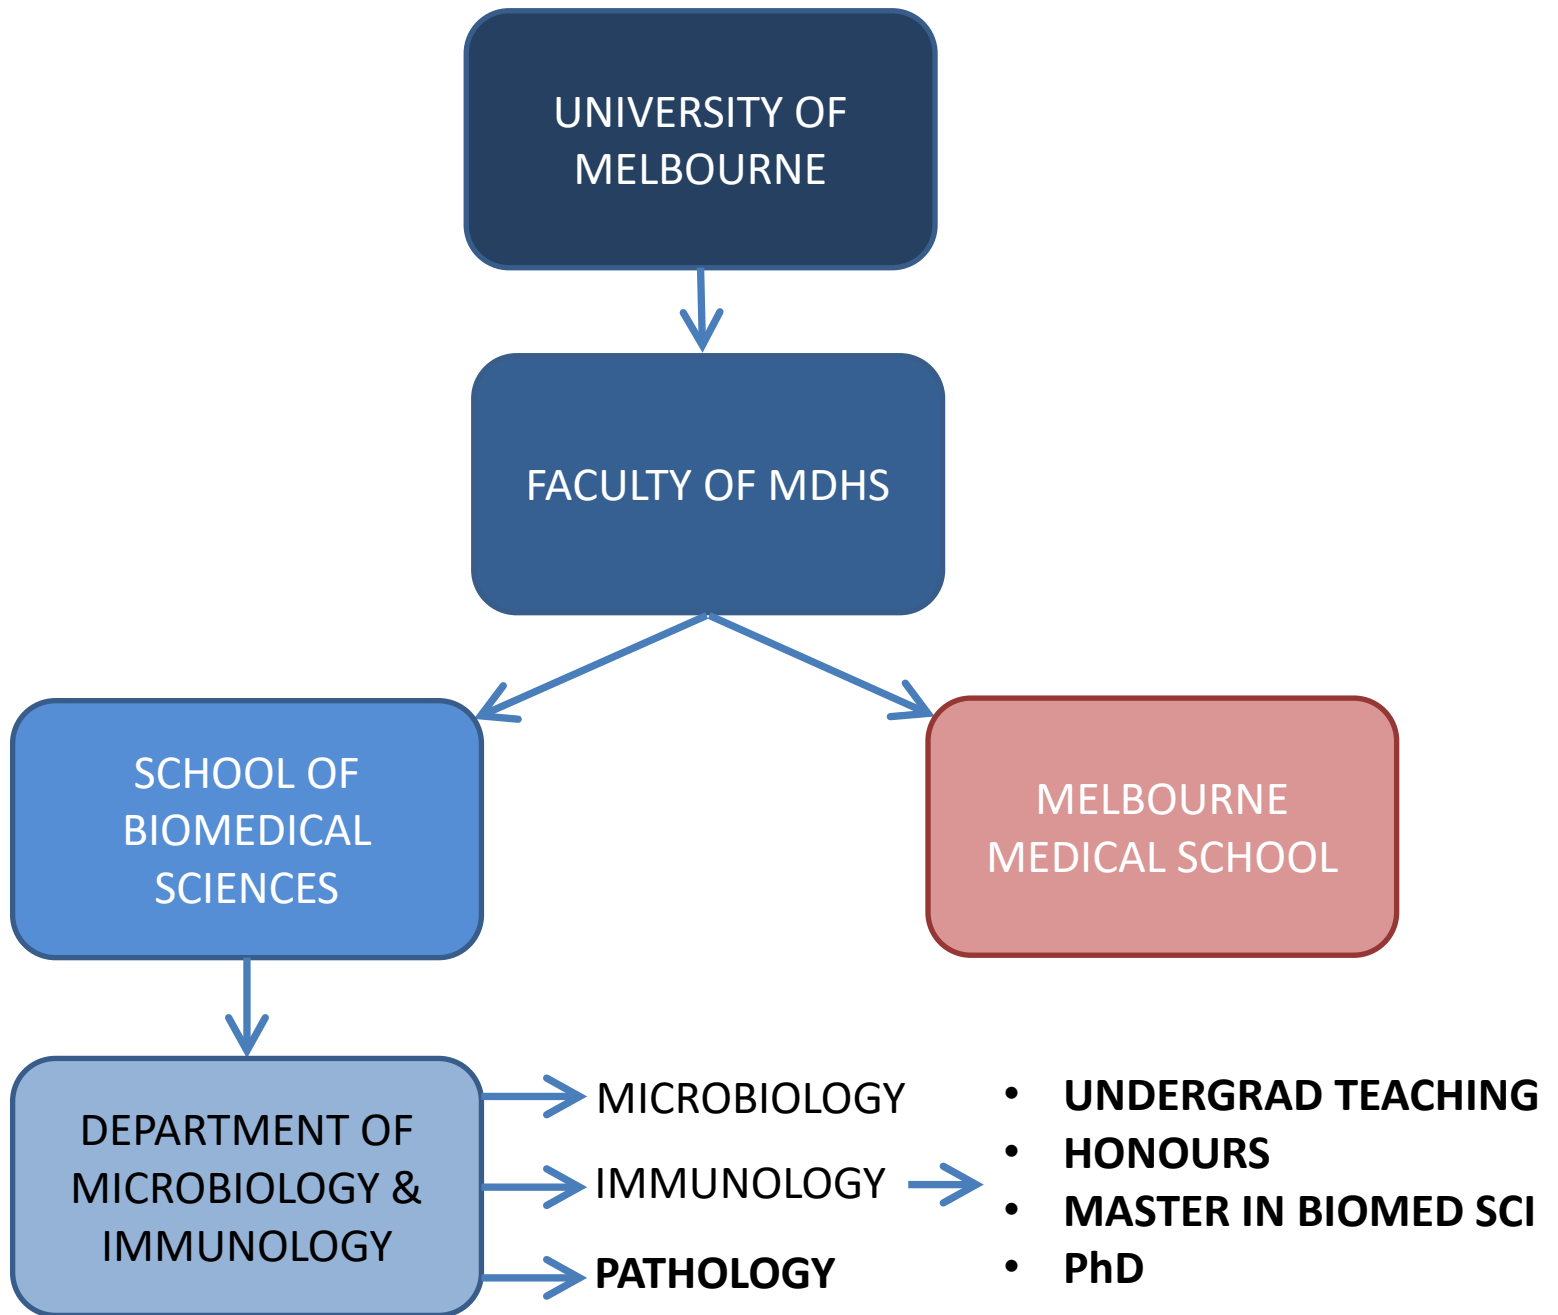 UNIVERSITY OF
MELBOURNE
FACULTY OF MDHS
SCHOOL OF
BIOMEDICAL
SCIENCES
MELBOURNE
MEDICAL SCHOOL
DEPARTMENT OF
MICROBIOLOGY &
IMMUNOLOGY
MICROBIOLOGY
IMMUNOLOGY
PATHOLOGY
• UNDERGRAD TEACHING
• HONOURS
• MASTER IN BIOMED SCI
• PhD